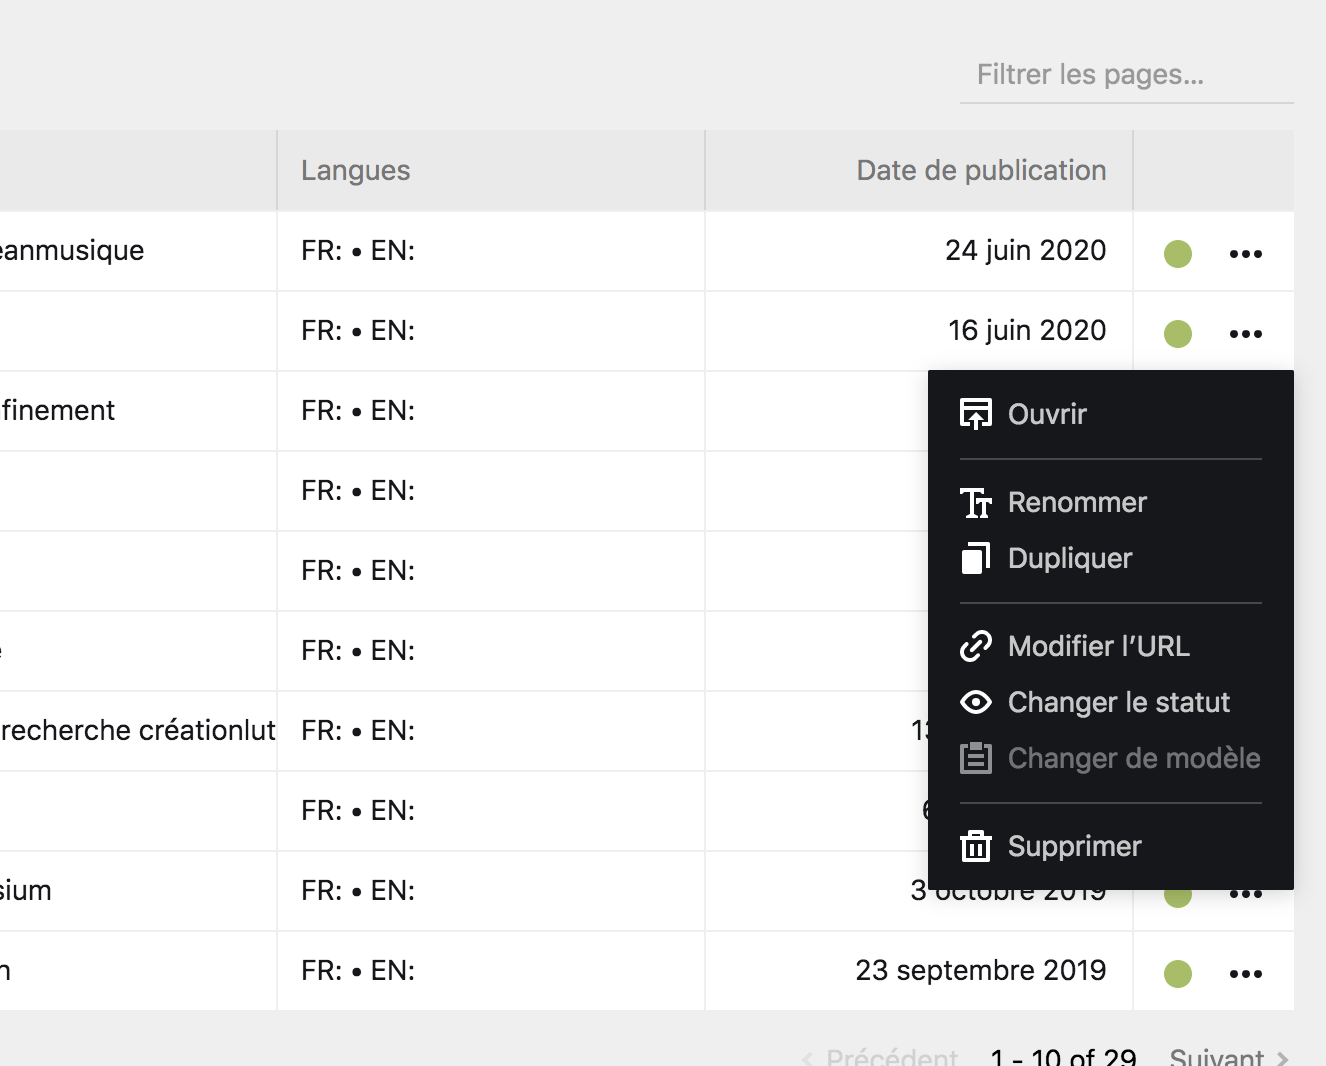 Filtrer les pages...
Langues Date de publication
eanmusique FR: • EN: 24 juin 2020
FR: • EN: 16 juin 2020
finement FR: • EN:
Ouvrir
FR: • EN:
Renommer
FR: • EN:
Dupliquer
FR: • EN:
Modifier l’URL
recherche créationlut FR: • EN: 13
Changer le statut
Changer de modèle
FR: • EN: 6
Supprimer
sium FR: • EN: 3 octobre 2019
n FR: • EN: 23 septembre 2019
Précédent 1 - 10 of 29 Suivant